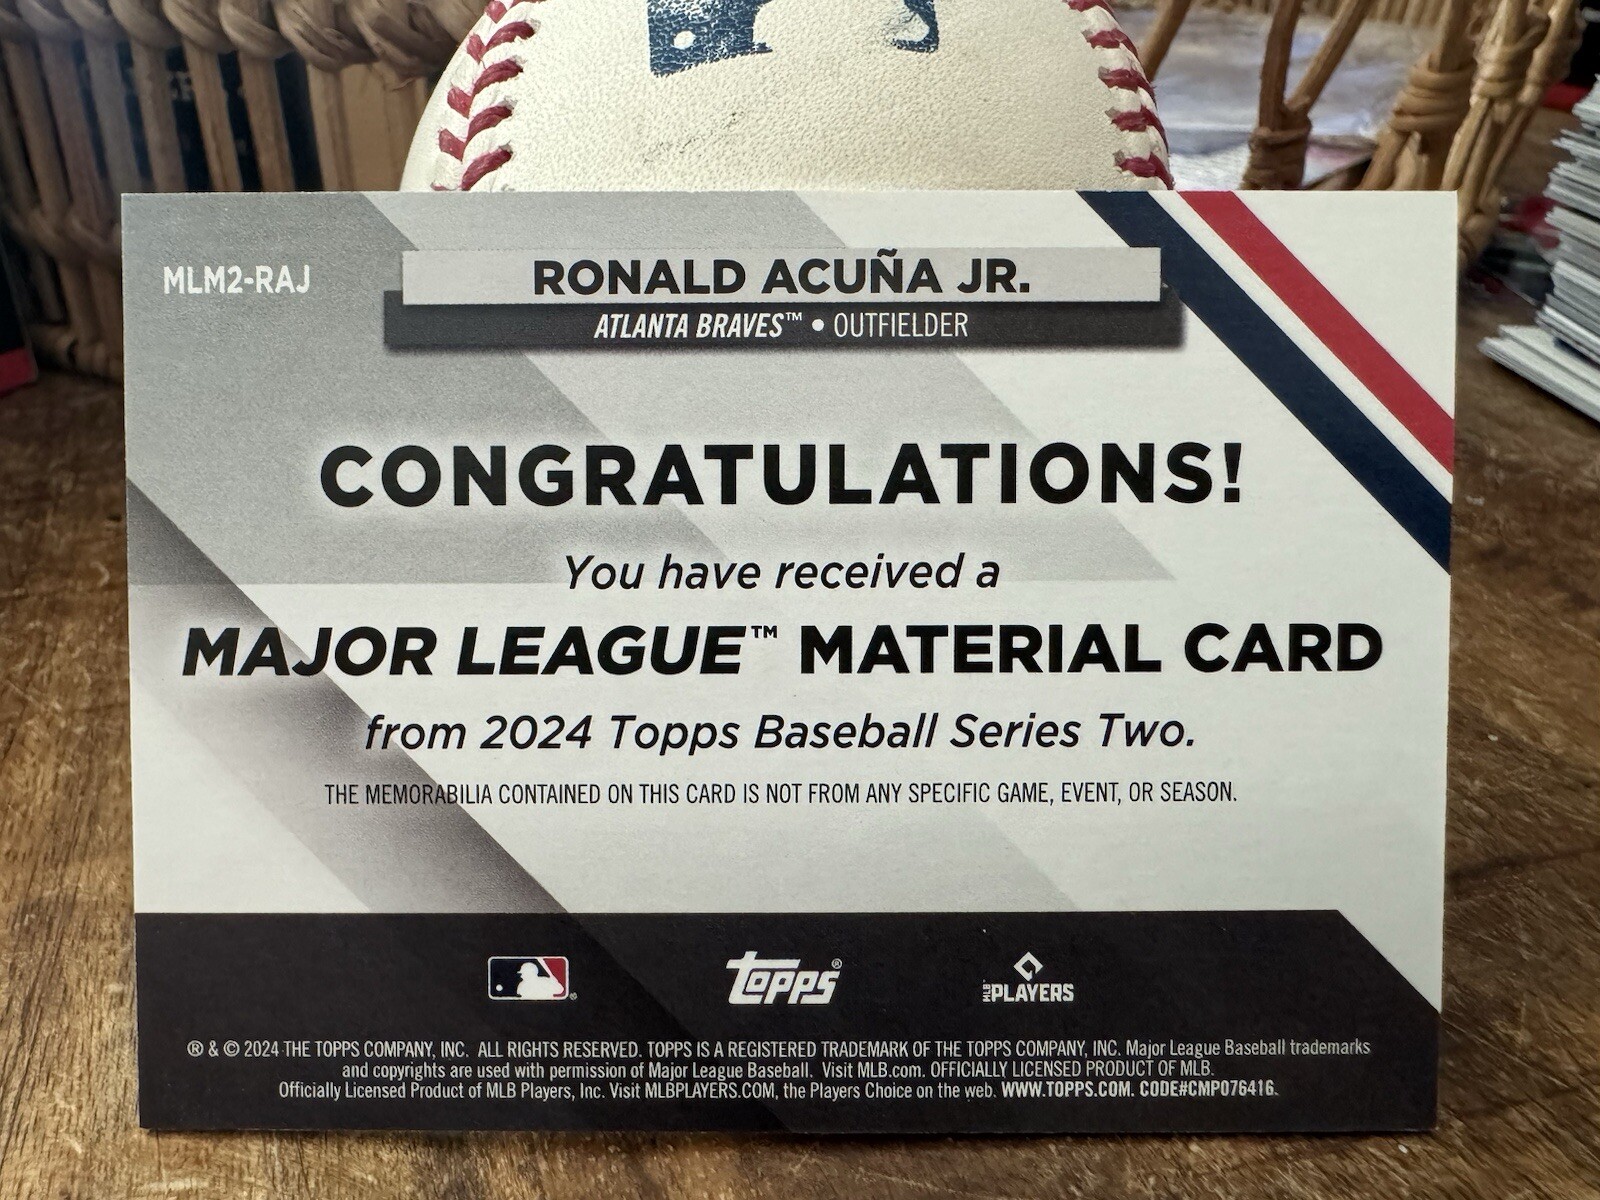 MLM2-RAJ
RONALD ACUÑA JR.
ATLANTA BRAVES™ • OUTFIELDER
CONGRATULATIONS!
You have received a
MAJOR LEAGUE™ MATERIAL CARD
from 2024 Topps Baseball Series Two.
THE MEMORABILIA CONTAINED ON THIS CARD IS NOT FROM ANY SPECIFIC GAME, EVENT, OR SEASON.
Topps®
MLB PLAYERS
® & © 2024 THE TOPPS COMPANY, INC. ALL RIGHTS RESERVED. TOPPS IS A REGISTERED TRADEMARK OF THE TOPPS COMPANY, INC. Major League Baseball trademarks
and copyrights are used with permission of Major League Baseball. Visit MLB.com. OFFICIALLY LICENSED PRODUCT OF MLB.
Officially Licensed Product of MLB Players, Inc. Visit MLBPLAYERS.COM, the Players Choice on the web. WWW.TOPPS.COM. CODE#CMP076416.